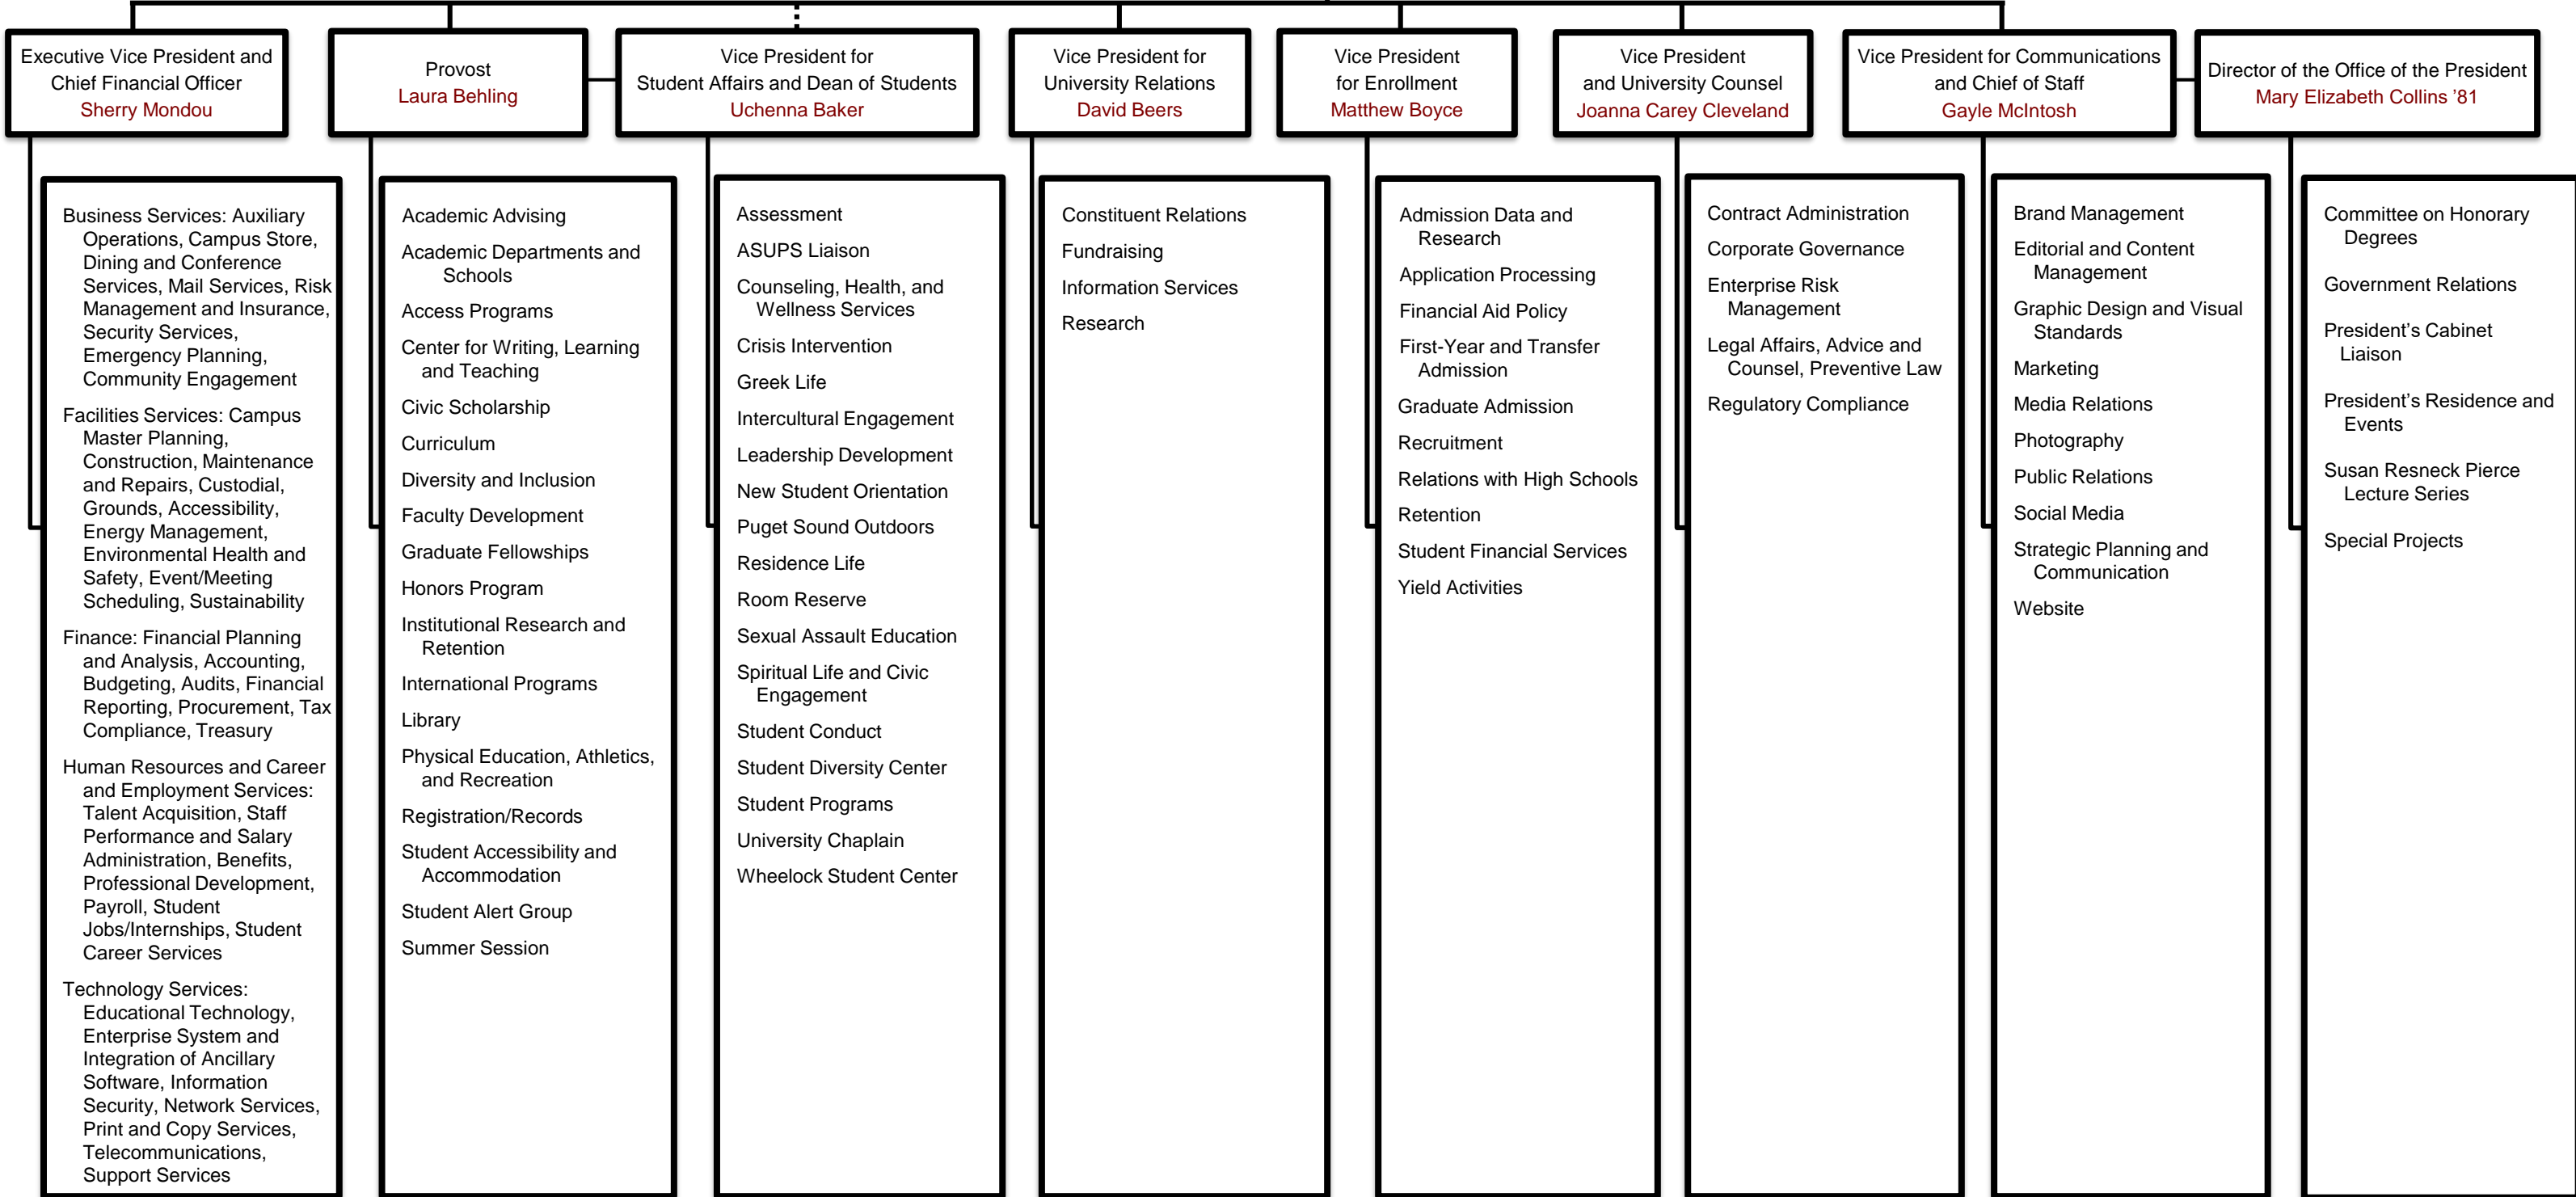 Executive Vice President and
Chief Financial Officer
Sherry Mondou
Provost
Laura Behling
Vice President for
Student Affairs and Dean of Students
Uchenna Baker
Vice President for
University Relations
David Beers
Vice President
for Enrollment
Matthew Boyce
Vice President
and University Counsel
Joanna Carey Cleveland
Vice President for Communications
and Chief of Staff
Gayle McIntosh
Director of the Office of the President
Mary Elizabeth Collins ’81
Business Services: Auxiliary
Operations, Campus Store,
Dining and Conference
Services, Mail Services, Risk
Management and Insurance,
Security Services,
Emergency Planning,
Community Engagement
Facilities Services: Campus
Master Planning,
Construction, Maintenance
and Repairs, Custodial,
Grounds, Accessibility,
Energy Management,
Environmental Health and
Safety, Event/Meeting
Scheduling, Sustainability
Finance: Financial Planning
and Analysis, Accounting,
Budgeting, Audits, Financial
Reporting, Procurement, Tax
Compliance, Treasury
Human Resources and Career
and Employment Services:
Talent Acquisition, Staff
Performance and Salary
Administration, Benefits,
Professional Development,
Payroll, Student
Jobs/Internships, Student
Career Services
Technology Services:
Educational Technology,
Enterprise System and
Integration of Ancillary
Software, Information
Security, Network Services,
Print and Copy Services,
Telecommunications,
Support Services
Academic Advising
Academic Departments and
Schools
Access Programs
Center for Writing, Learning
and Teaching
Civic Scholarship
Curriculum
Diversity and Inclusion
Faculty Development
Graduate Fellowships
Honors Program
Institutional Research and
Retention
International Programs
Library
Physical Education, Athletics,
and Recreation
Registration/Records
Student Accessibility and
Accommodation
Student Alert Group
Summer Session
Assessment
ASUPS Liaison
Counseling, Health, and
Wellness Services
Crisis Intervention
Greek Life
Intercultural Engagement
Leadership Development
New Student Orientation
Puget Sound Outdoors
Residence Life
Room Reserve
Sexual Assault Education
Spiritual Life and Civic
Engagement
Student Conduct
Student Diversity Center
Student Programs
University Chaplain
Wheelock Student Center
Constituent Relations
Fundraising
Information Services
Research
Admission Data and
Research
Application Processing
Financial Aid Policy
First-Year and Transfer
Admission
Graduate Admission
Recruitment
Relations with High Schools
Retention
Student Financial Services
Yield Activities
Contract Administration
Corporate Governance
Enterprise Risk
Management
Legal Affairs, Advice and
Counsel, Preventive Law
Regulatory Compliance
Brand Management
Editorial and Content
Management
Graphic Design and Visual
Standards
Marketing
Media Relations
Photography
Public Relations
Social Media
Strategic Planning and
Communication
Website
Committee on Honorary
Degrees
Government Relations
President’s Cabinet
Liaison
President’s Residence and
Events
Susan Resneck Pierce
Lecture Series
Special Projects